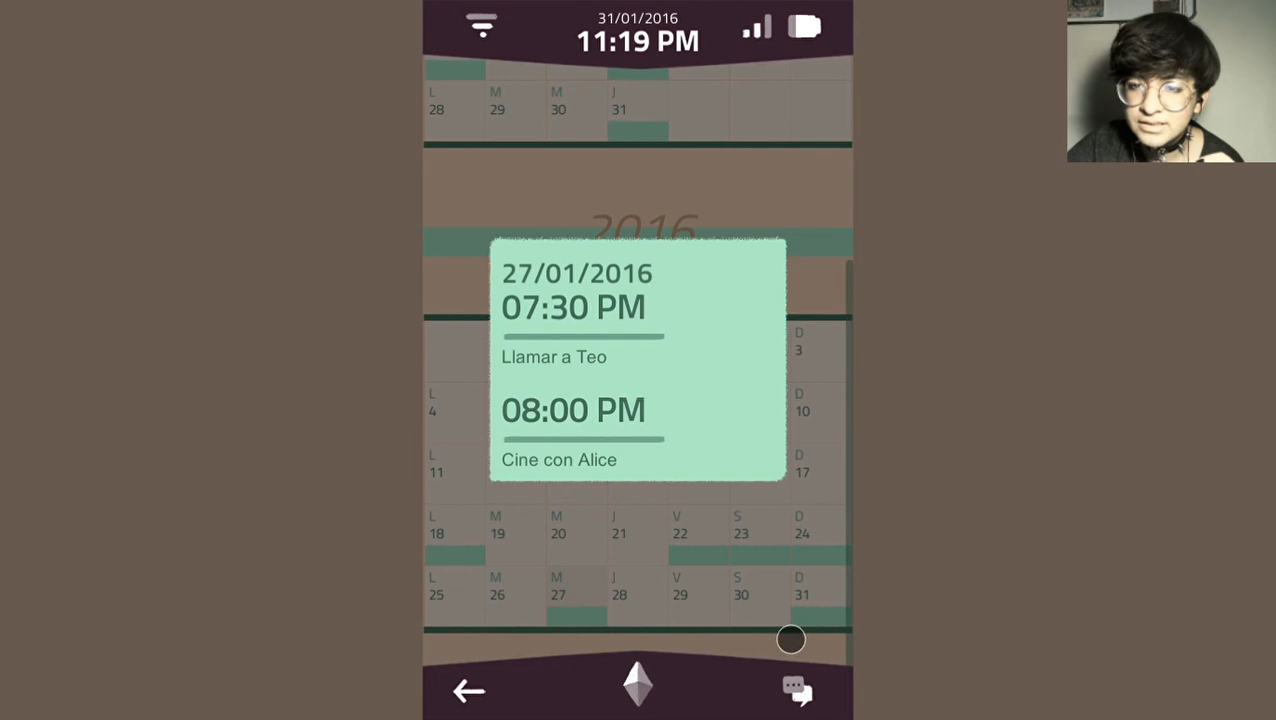 31/01/2016
11:19 PM
L M M J
28 29 30 31
2016
27/01/2016
07:30 PM
Llamar a Teo
08:00 PM
Cine con Alice
D
3
L D
4 10
L D
11 17
L M M J V S D
18 19 20 21 22 23 24
L M M J V S D
25 26 27 28 29 30 31